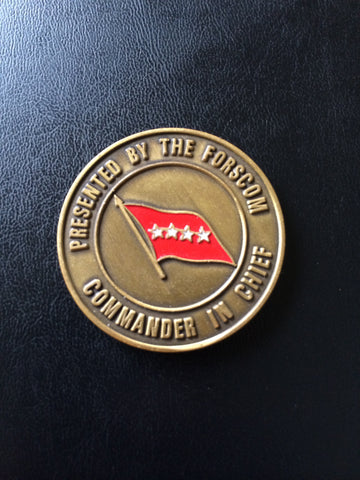 PRESENTED BY THE FORSCOM
COMMANDER IN CHIEF